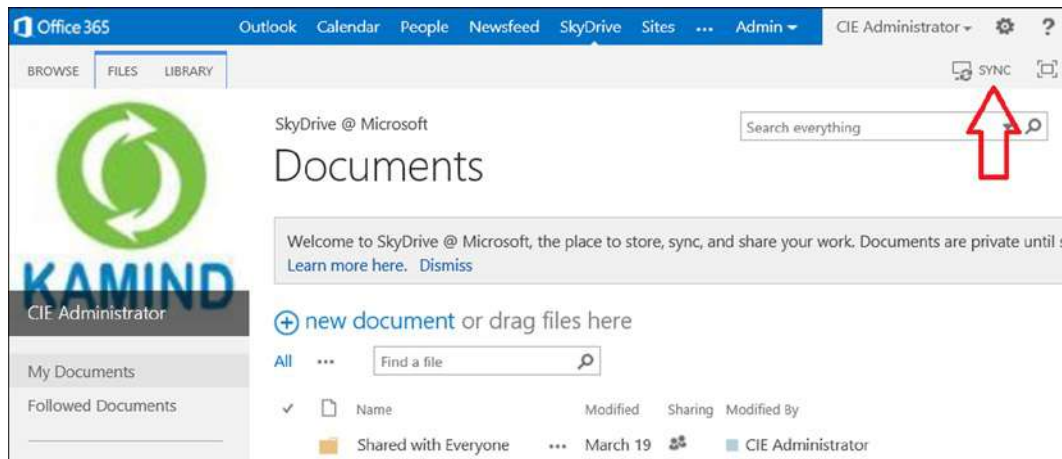 Office 365 Outlook Calendar People Newsfeed SkyDrive Sites ... Admin CIE Administrator ?
BROWSE FILES LIBRARY SYNC
SkyDrive @ Microsoft
Search everything
Documents
Welcome to SkyDrive @ Microsoft, the place to store, sync, and share your work. Documents are private until
Learn more here. Dismiss
KAMIND
CIE Administrator
new document or drag files here
All ... Find a file
My Documents
Followed Documents
Name Modified Sharing Modified By
Shared with Everyone ... March 19 CIE Administrator